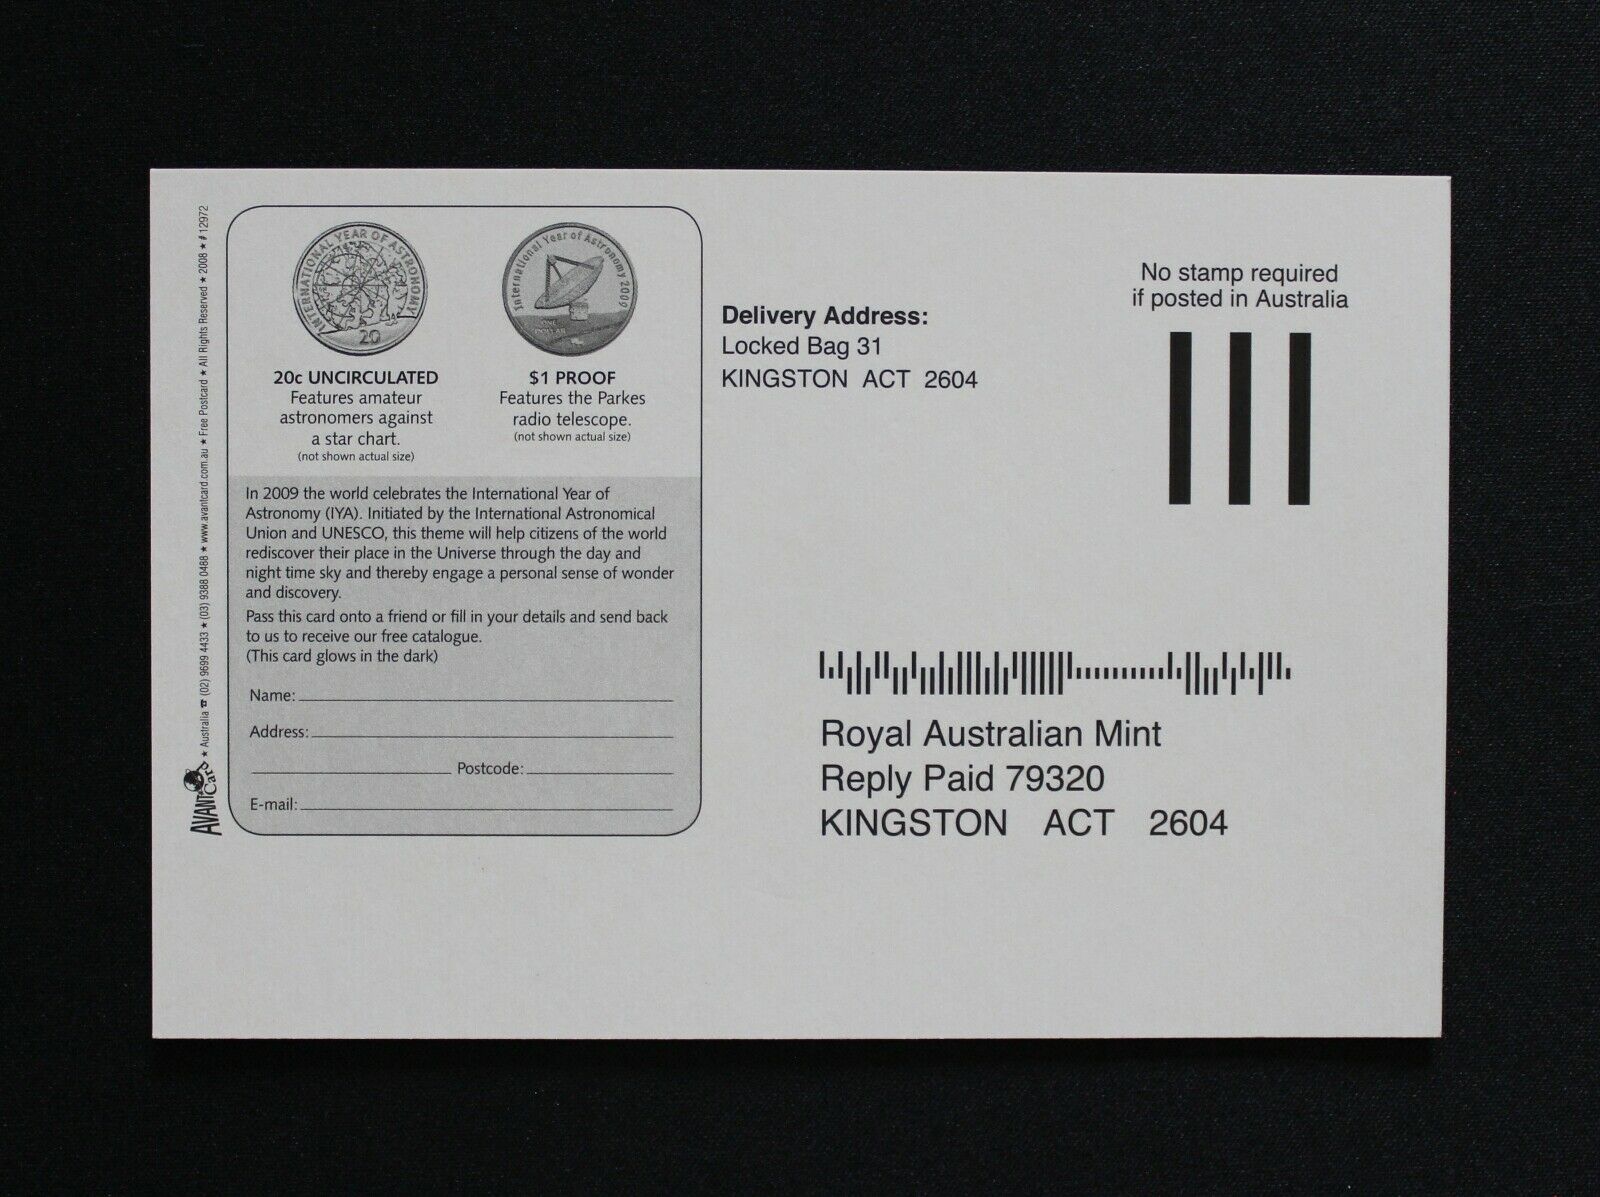 AVANT Card ★ Australia ☎ (02) 9699 4433 ★ (03) 9388 0488 ★ www.avantcard.com.au ★ Free Postcard ★ All Rights Reserved ★ 2008 ★ # 12972
INTERNATIONAL YEAR OF ASTRONOMY
20
International Year of Astronomy 2009
ONE
DOLLAR
20c UNCIRCULATED
Features amateur
astronomers against
a star chart.
(not shown actual size)
$1 PROOF
Features the Parkes
radio telescope.
(not shown actual size)
In 2009 the world celebrates the International Year of
Astronomy (IYA). Initiated by the International Astronomical
Union and UNESCO, this theme will help citizens of the world
rediscover their place in the Universe through the day and
night time sky and thereby engage a personal sense of wonder
and discovery.
Pass this card onto a friend or fill in your details and send back
to us to receive our free catalogue.
(This card glows in the dark)
Name:
Address:
Postcode:
E-mail:
Delivery Address:
Locked Bag 31
KINGSTON ACT 2604
No stamp required
if posted in Australia
Royal Australian Mint
Reply Paid 79320
KINGSTON ACT 2604